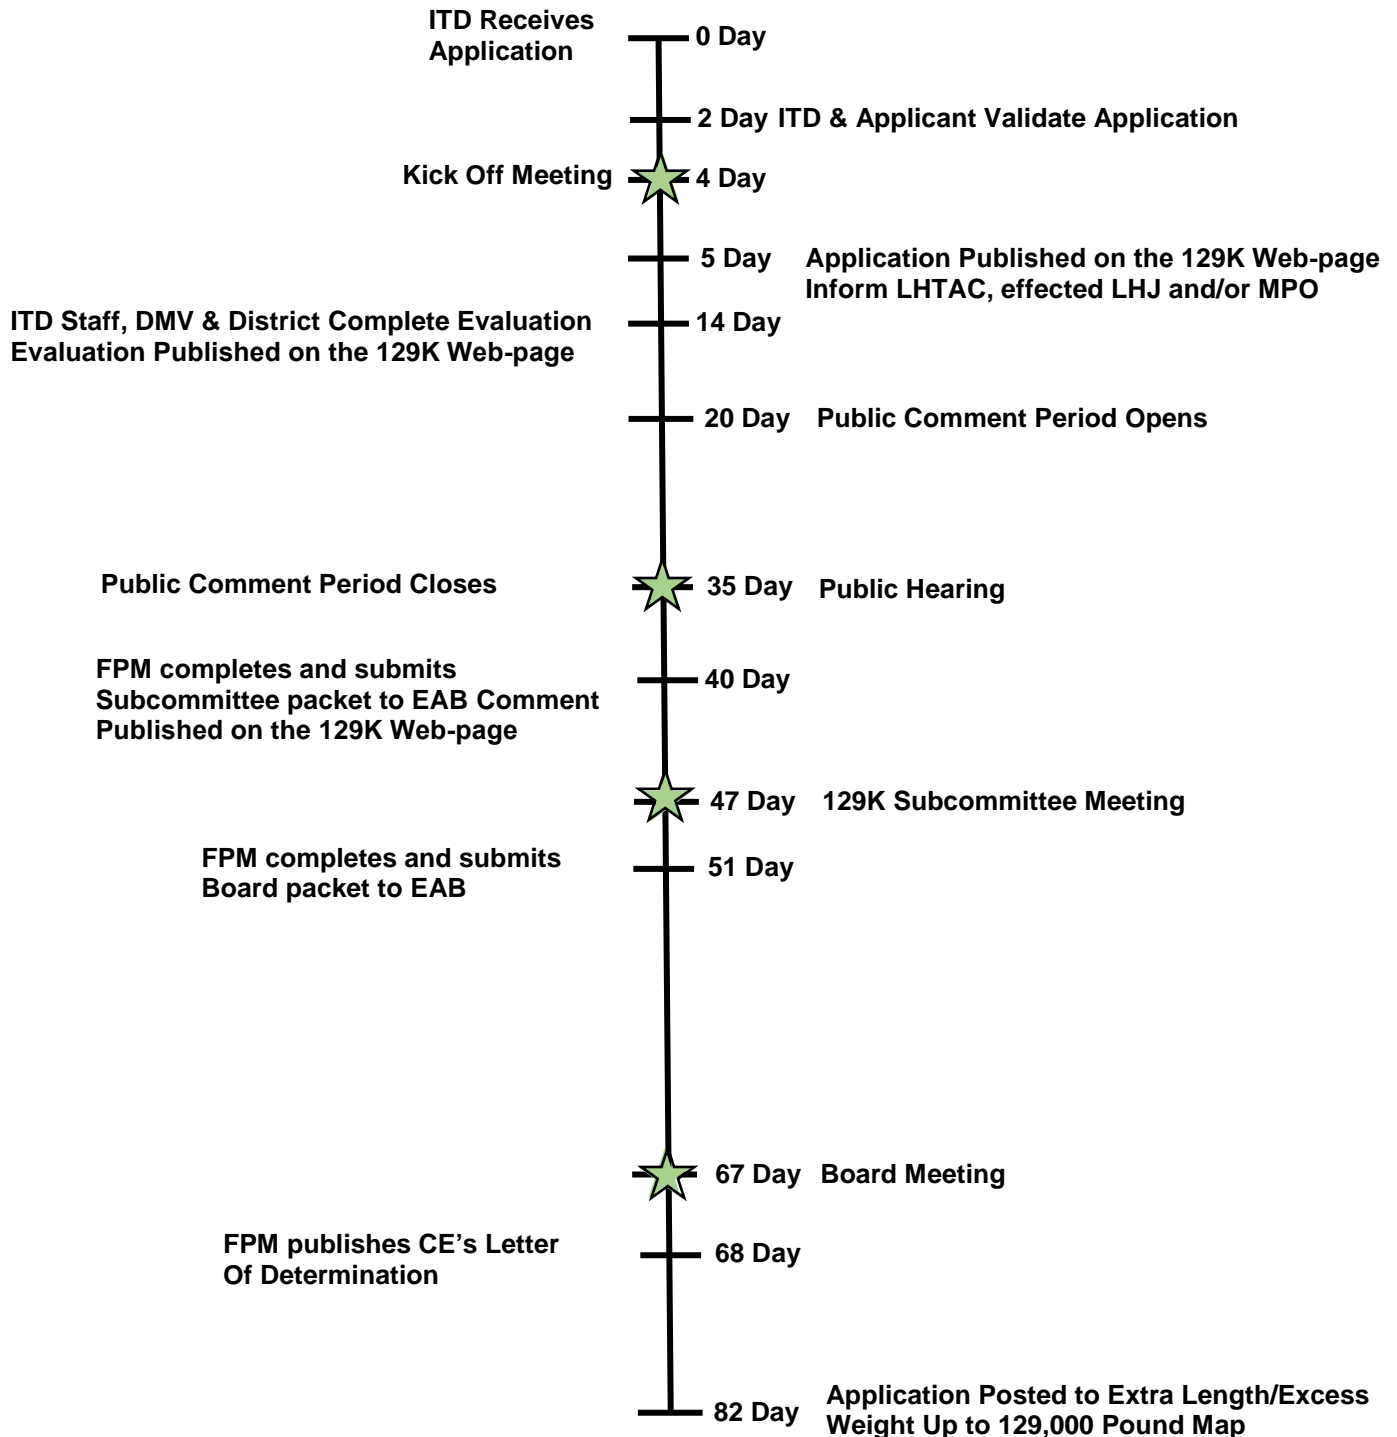 ITD Receives
Application
0 Day
2 Day ITD & Applicant Validate Application
Kick Off Meeting
4 Day
5 Day
Application Published on the 129K Web-page
Inform LHTAC, effected LHJ and/or MPO
ITD Staff, DMV & District Complete Evaluation
Evaluation Published on the 129K Web-page
14 Day
20 Day
Public Comment Period Opens
Public Comment Period Closes
35 Day
Public Hearing
FPM completes and submits
Subcommittee packet to EAB Comment
Published on the 129K Web-page
40 Day
47 Day
129K Subcommittee Meeting
FPM completes and submits
Board packet to EAB
51 Day
67 Day
Board Meeting
FPM publishes CE’s Letter
Of Determination
68 Day
82 Day
Application Posted to Extra Length/Excess
Weight Up to 129,000 Pound Map